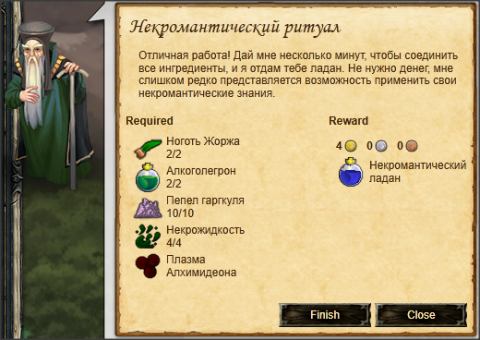 Некромантический ритуал
Отличная работа! Дай мне несколько минут, чтобы соединить
все ингредиенты, и я отдам тебе ладан. Не нужно денег, мне
слишком редко представляется возможность применить свои
некромантические знания.
Required
Ноготь Жоржа
2/2
Алкоголегрон
2/2
Пепел гаргкуля
10/10
Некрожидкость
4/4
Плазма
Алхимидеона
Reward
4 0 0
Некромантический
ладан
Finish
Close